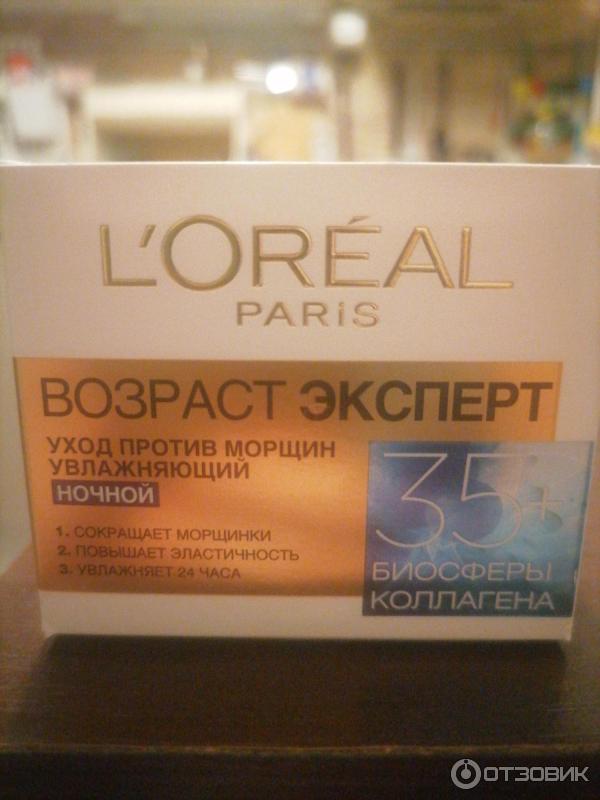 L'ORÉAL
PARIS
ВОЗРАСТ ЭКСПЕРТ
УХОД ПРОТИВ МОРЩИН
УВЛАЖНЯЮЩИЙ
НОЧНОЙ
1. СОКРАЩАЕТ МОРЩИНКИ
2. ПОВЫШАЕТ ЭЛАСТИЧНОСТЬ
3. УВЛАЖНЯЕТ 24 ЧАСА
35+
БИОСФЕРЫ
КОЛЛАГЕНА
ОТЗОВИК